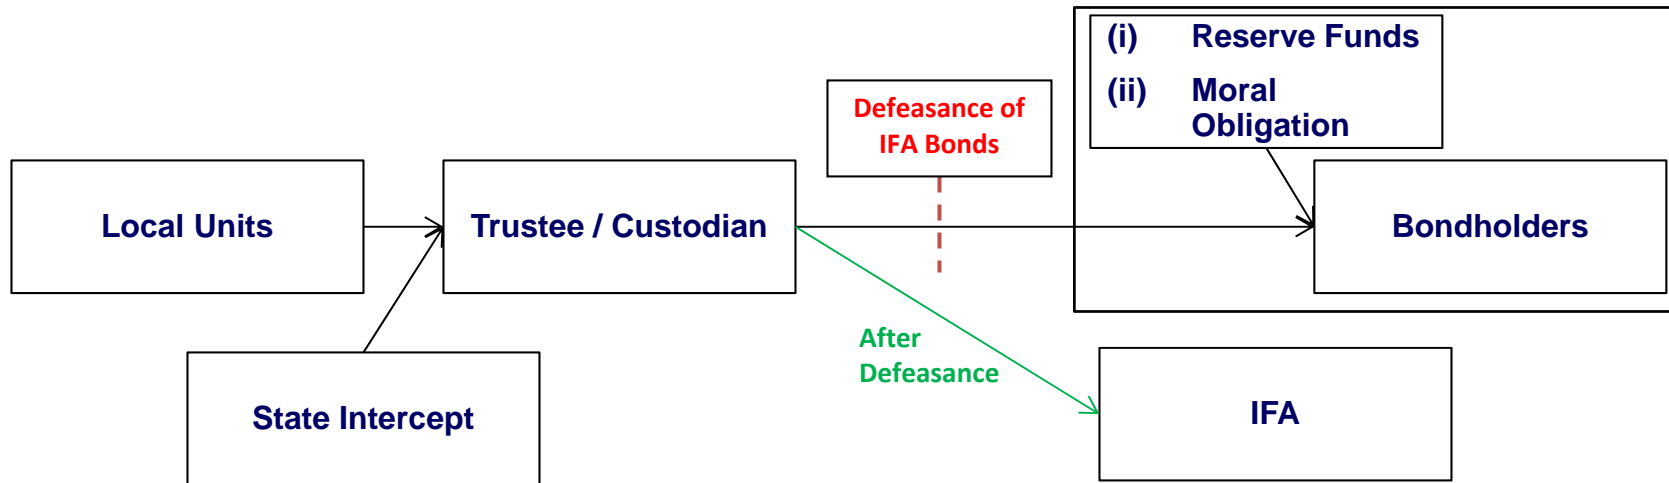 (i) Reserve Funds
(ii) Moral
Obligation
Defeasance of
IFA Bonds
Local Units
Trustee / Custodian
Bondholders
After
Defeasance
State Intercept
IFA